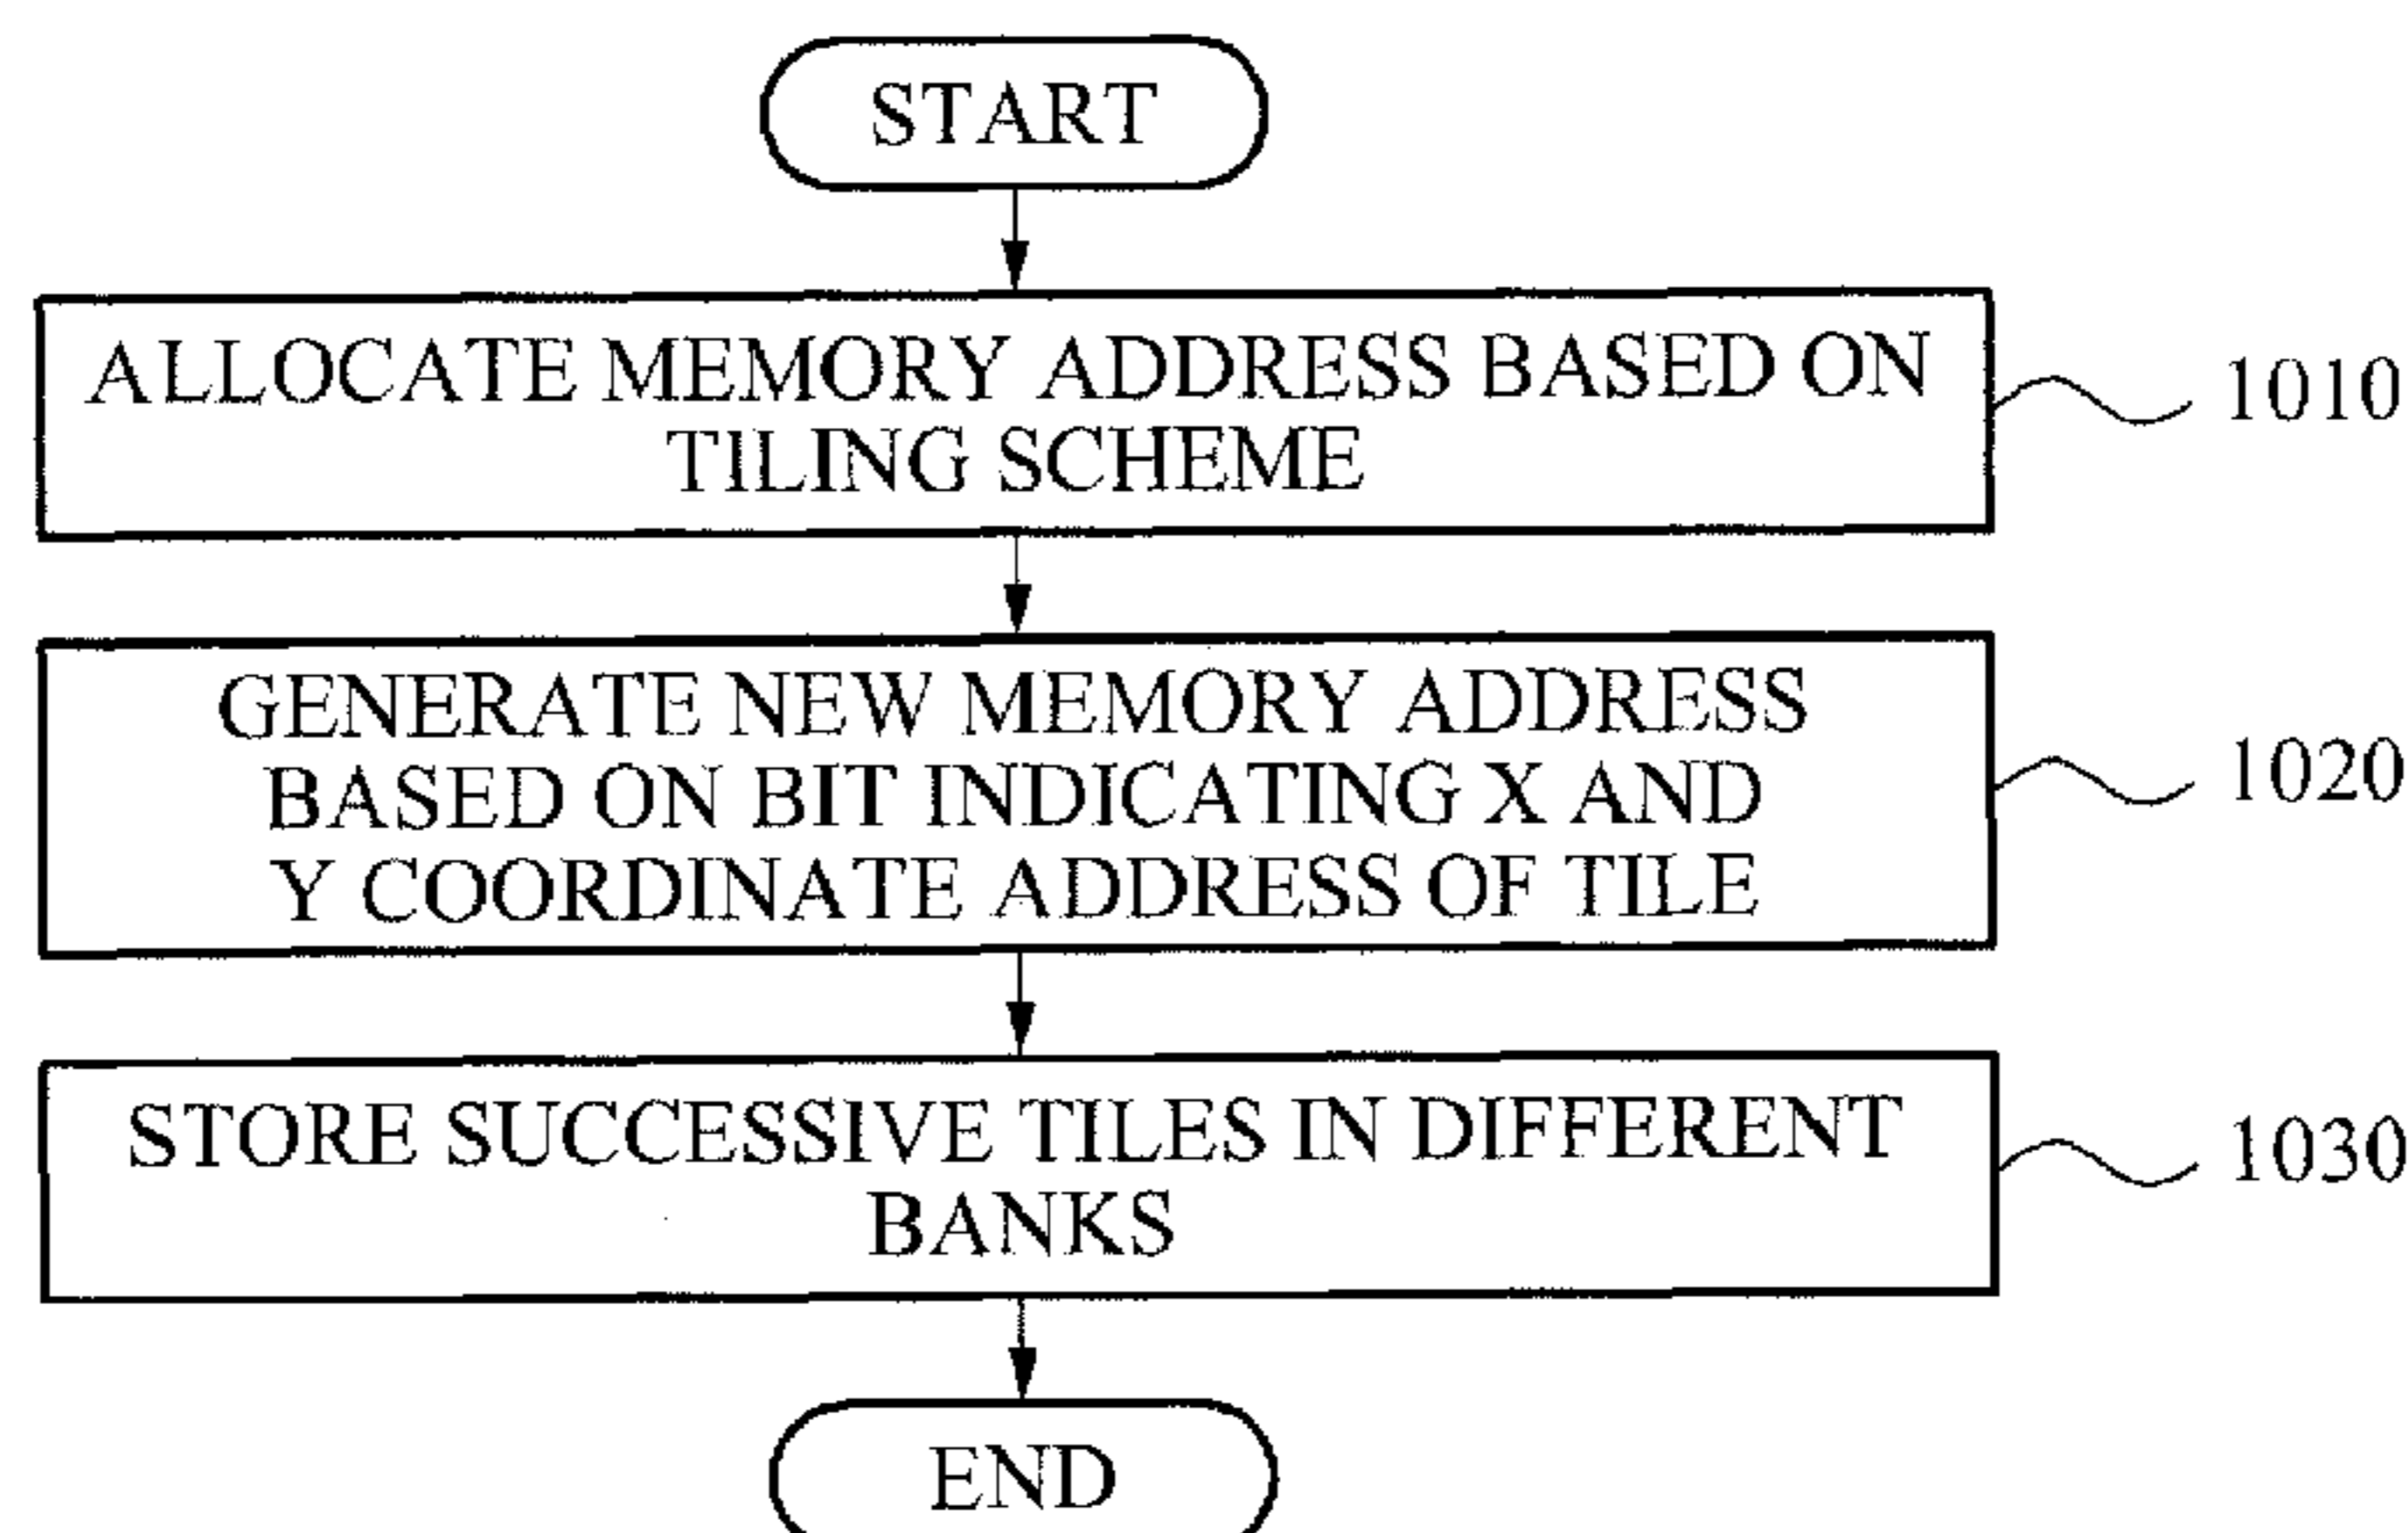 START
ALLOCATE MEMORY ADDRESS BASED ON
TILING SCHEME
1010
GENERATE NEW MEMORY ADDRESS
BASED ON BIT INDICATING X AND
Y COORDINATE ADDRESS OF TILE
1020
STORE SUCCESSIVE TILES IN DIFFERENT
BANKS
1030
END